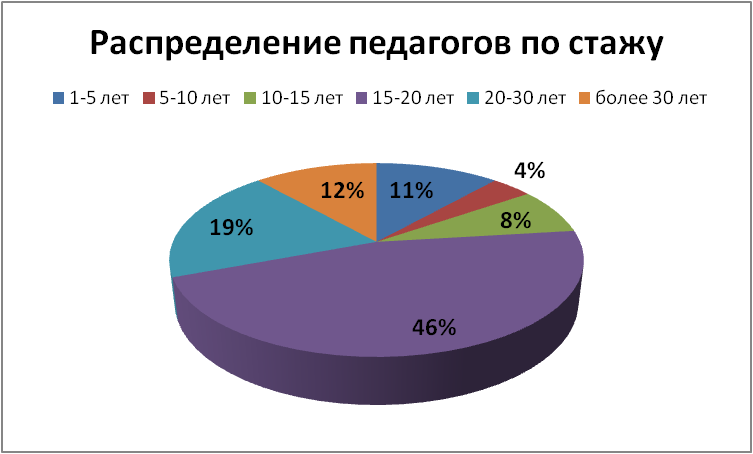 Распределение педагогов по стажу
1-5 лет 5-10 лет 10-15 лет 15-20 лет 20-30 лет более 30 лет
12% 11% 4%
8%
19%
46%